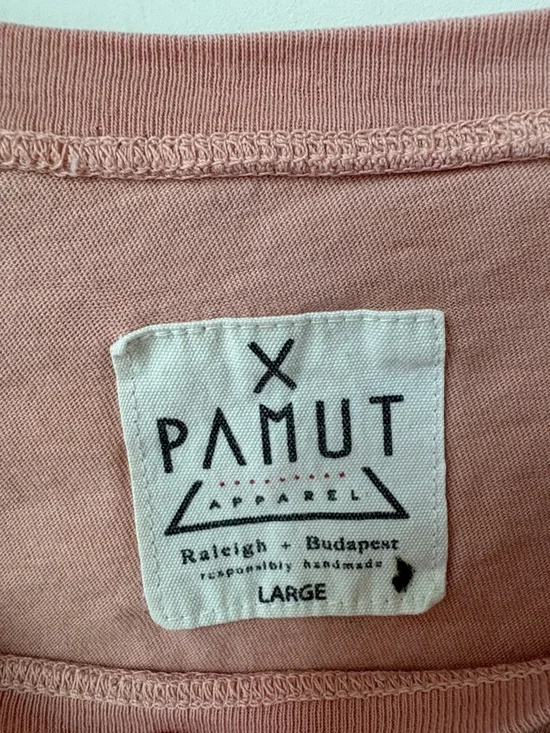 X
PAMUT
APPAREL
Raleigh + Budapest
responsibly handmade
LARGE